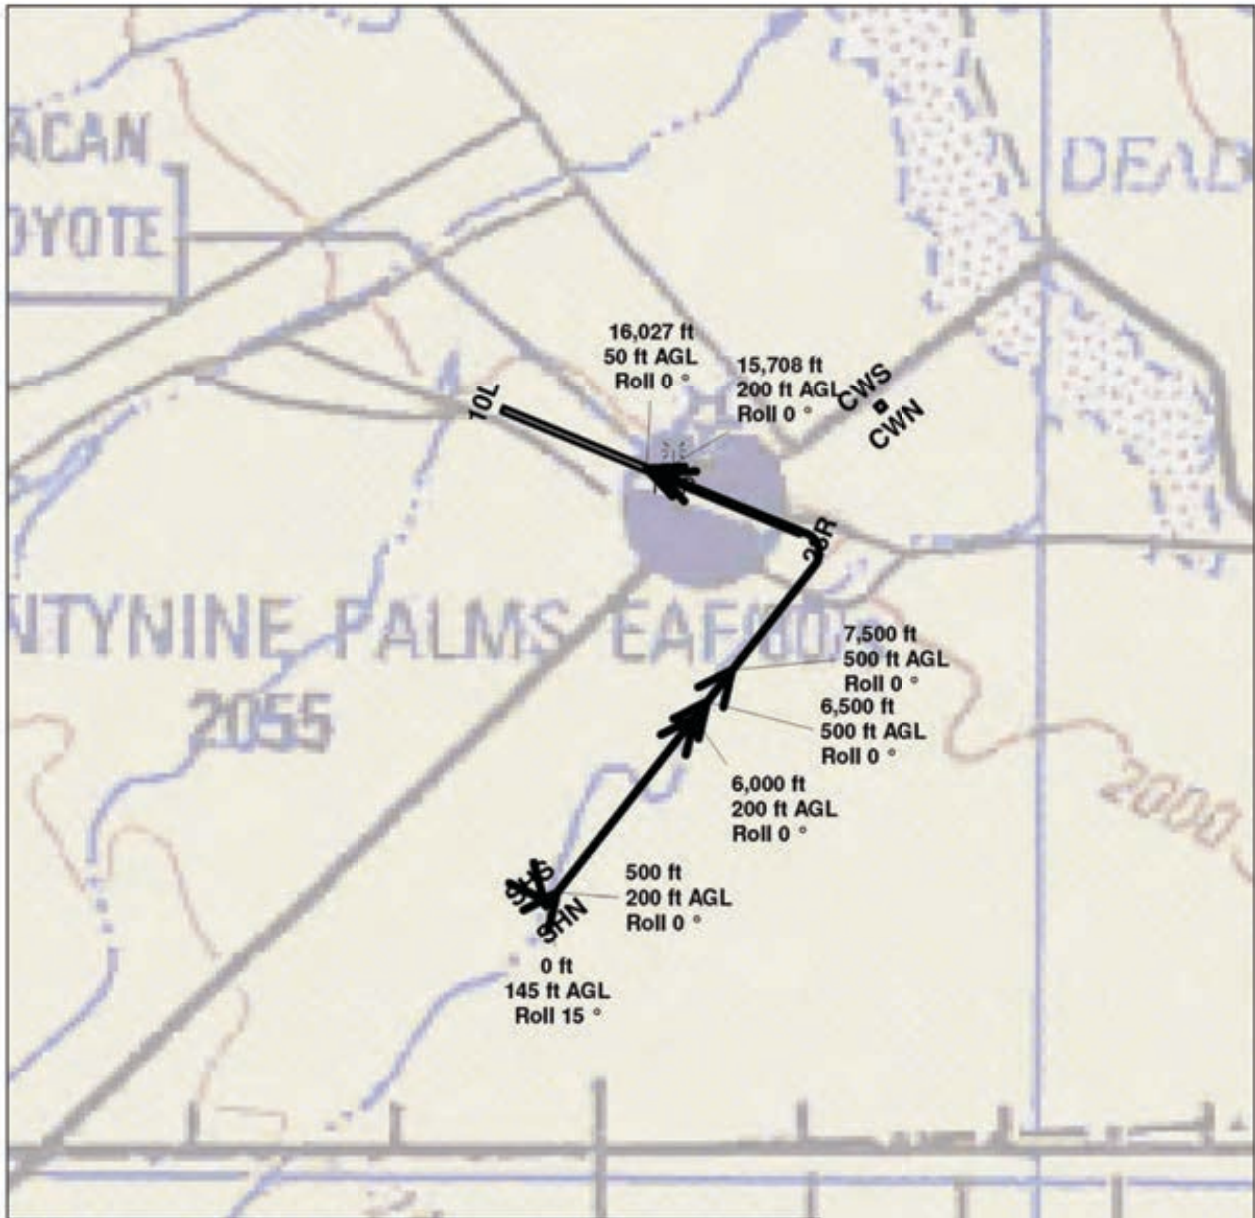 ACAN
OYOTE
DEAD
16,027 ft
50 ft AGL
Roll 0 °
15,708 ft
200 ft AGL
Roll 0 °
CWS
CWN
10L
28R
NTYNINE PALMS EAF
2055
7,500 ft
500 ft AGL
Roll 0 °
6,500 ft
500 ft AGL
Roll 0 °
6,000 ft
200 ft AGL
Roll 0 °
2000
SHS
500 ft
200 ft AGL
Roll 0 °
SHN
0 ft
145 ft AGL
Roll 15 °